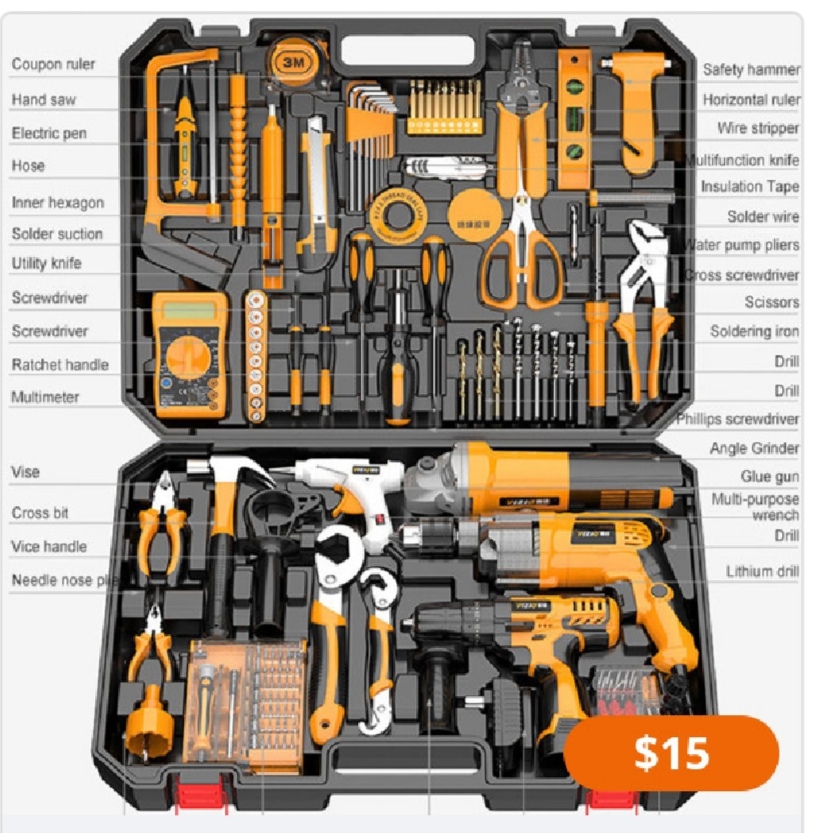 Coupon ruler
Hand saw
Electric pen
Hose
Inner hexagon
Solder suction
Utility knife
Screwdriver
Screwdriver
Ratchet handle
Multimeter
3M
Safety hammer
Horizontal ruler
Wire stripper
Multifunction knife
Insulation Tape
Solder wire
Water pump pliers
Cross screwdriver
Scissors
Soldering iron
Drill
Drill
Phillips screwdriver
Angle Grinder
Glue gun
Multi-purpose
wrench
Drill
Lithium drill
Vise
Cross bit
Vice handle
Needle nose plie
$15